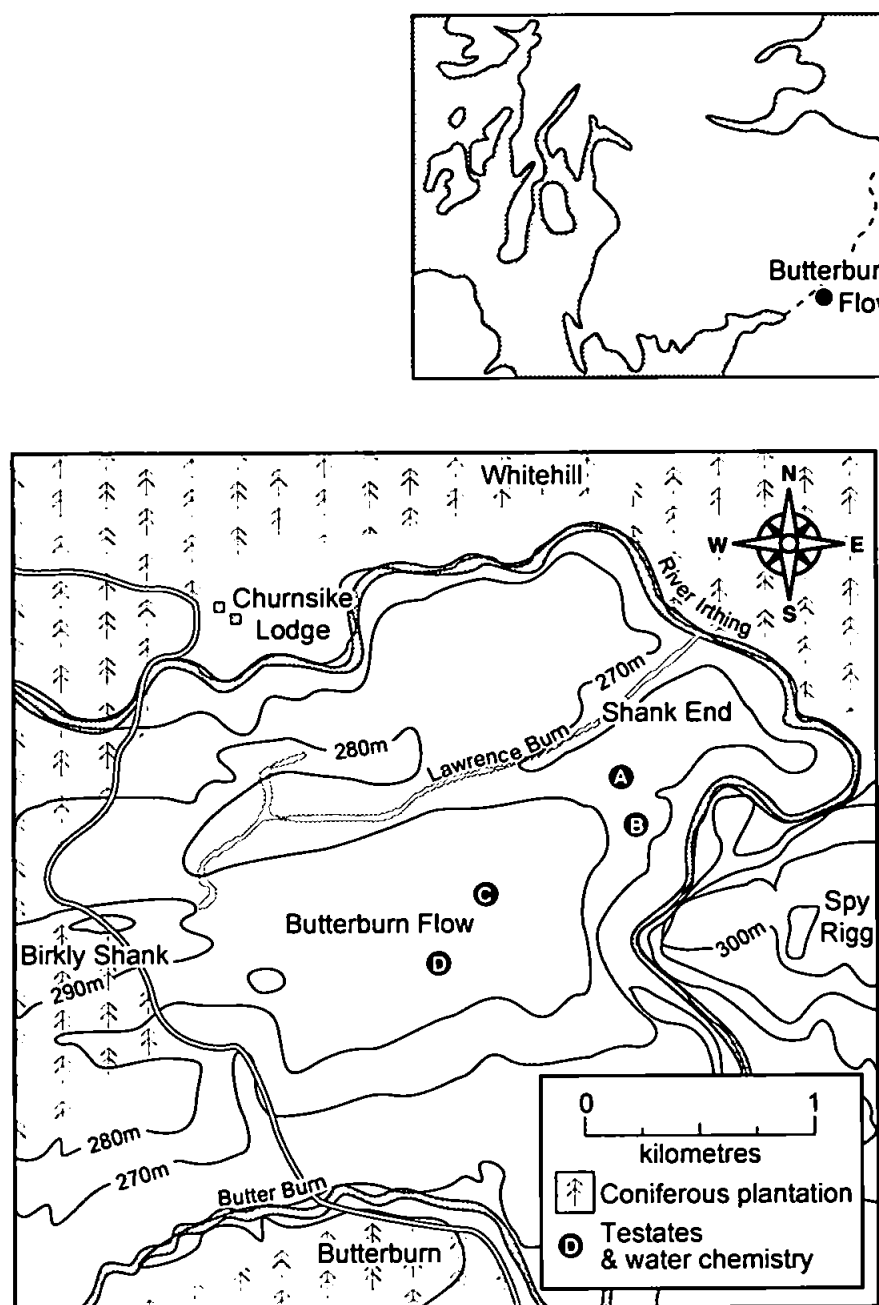 Butterbur
Flow
Whitehill
N
W
E
S
River Irthing
Churnsike
Lodge
270m
Shank End
280m
Lawrence Burn
A
B
C
Butterburn Flow
D
Spy
Rigg
300m
Birkly Shank
290m
280m
270m
Butter Burn
Butterburn
0
1
kilometres
Coniferous plantation
D
Testates
& water chemistry